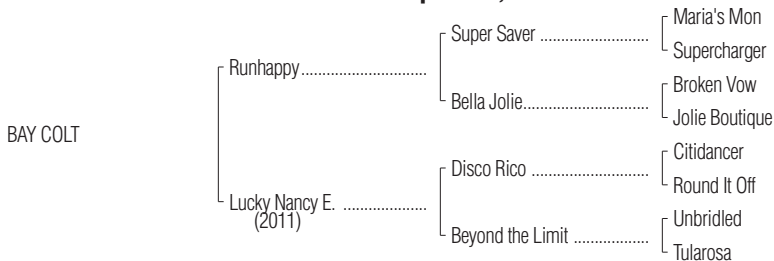 Maria's Mon
Super Saver ..........................
Supercharger
Runhappy..............................
Broken Vow
Bella Jolie..............................
Jolie Boutique
BAY COLT
Citidancer
Disco Rico ............................
Round It Off
Lucky Nancy E. ....................
(2011)
Unbridled
Beyond the Limit ..................
Tularosa